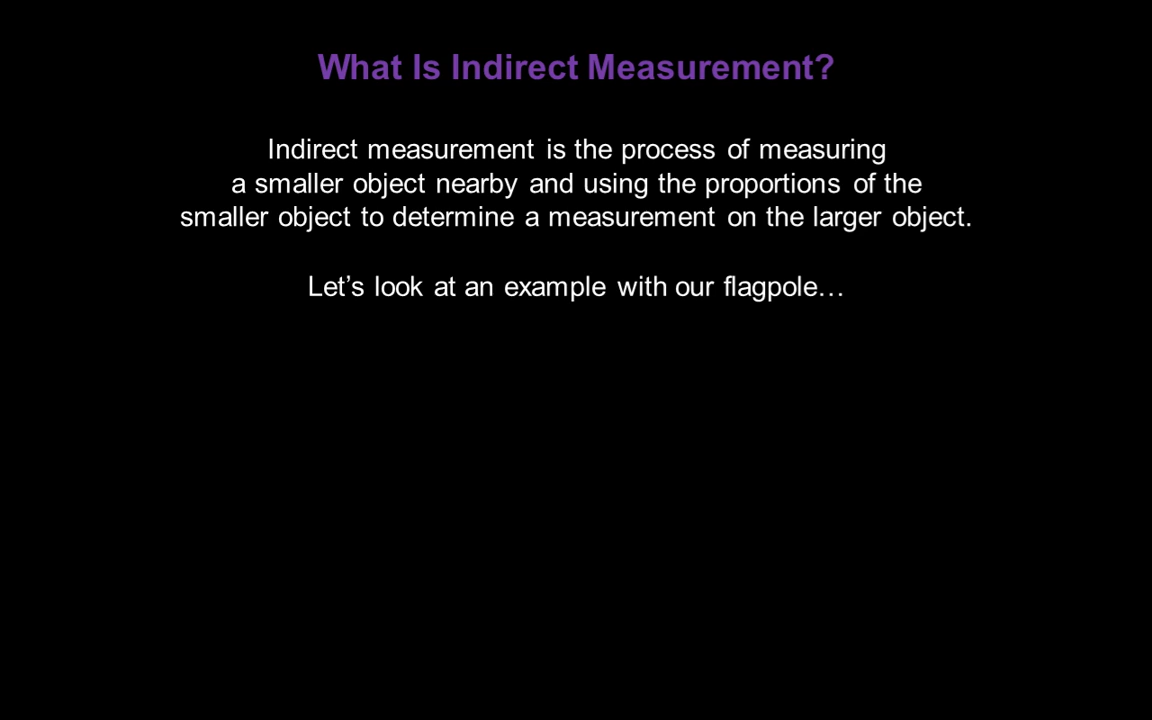 What Is Indirect Measurement?
Indirect measurement is the process of measuring
a smaller object nearby and using the proportions of the
smaller object to determine a measurement on the larger object.
Let’s look at an example with our flagpole…